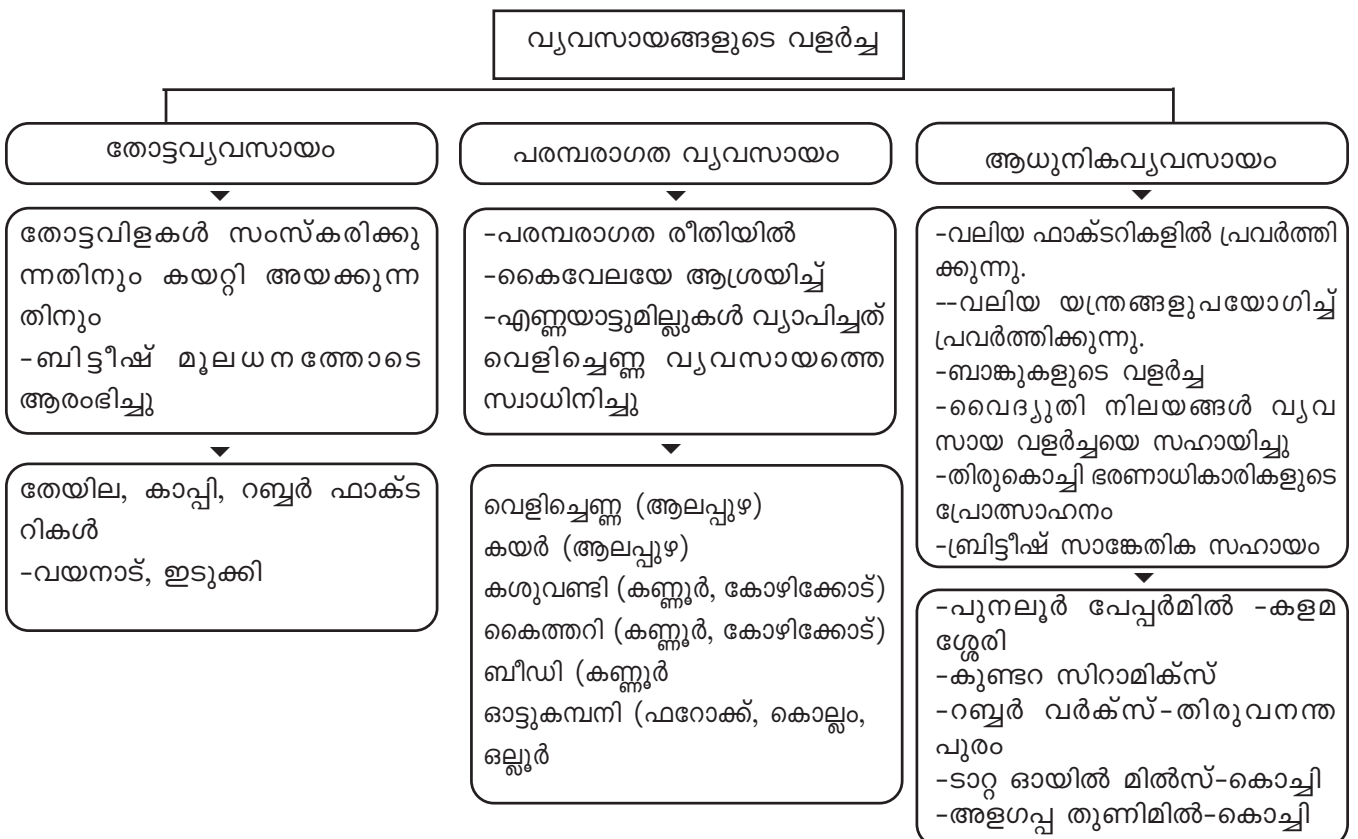 വ്യവസായങ്ങളുടെ വളർച്ച
തോട്ടവ്യവസായം
തോട്ടവിളകൾ സംസ്കരിക്കു
ന്നതിനും കയറ്റി അയക്കുന്ന
തിനും
-ബിട്ടീഷ് മൂലധനത്തോടെ
ആരംഭിച്ചു
തേയില, കാപ്പി, റബ്ബർ ഫാക്ട
റികൾ
-വയനാട്, ഇടുക്കി
പരമ്പരാഗത വ്യവസായം
-പരമ്പരാഗത രീതിയിൽ
-കൈവേലയേ ആശ്രയിച്ച്
-എണ്ണയാട്ടുമില്ലുകൾ വ്യാപിച്ചത്
വെളിച്ചെണ്ണ വ്യവസായത്തെ
സ്വാധിനിച്ചു
വെളിച്ചെണ്ണ (ആലപ്പുഴ)
കയർ (ആലപ്പുഴ)
കശുവണ്ടി (കണ്ണൂർ, കോഴിക്കോട്)
കൈത്തറി (കണ്ണൂർ, കോഴിക്കോട്)
ബീഡി (കണ്ണൂർ
ഓട്ടുകമ്പനി (ഫറോക്ക്, കൊല്ലം,
ഒല്ലൂർ
ആധുനികവ്യവസായം
-വലിയ ഫാക്ടറികളിൽ പ്രവർത്തി
ക്കുന്നു.
--വലിയ യന്ത്രങ്ങളുപയോഗിച്ച്
പ്രവർത്തിക്കുന്നു.
-ബാങ്കുകളുടെ വളർച്ച
-വൈദ്യുതി നിലയങ്ങൾ വ്യവ
സായ വളർച്ചയെ സഹായിച്ചു
-തിരുകൊച്ചി ഭരണാധികാരികളുടെ
പ്രോത്സാഹനം
-ബ്രിട്ടീഷ് സാങ്കേതിക സഹായം
-പുനലൂർ പേപ്പർമിൽ -കളമ
ശ്ശേരി
-കുണ്ടറ സിറാമിക്സ്
-റബ്ബർ വർക്സ്-തിരുവനന്ത
പുരം
-ടാറ്റ ഓയിൽ മിൽസ്-കൊച്ചി
-അളഗപ്പ തുണിമിൽ-കൊച്ചി